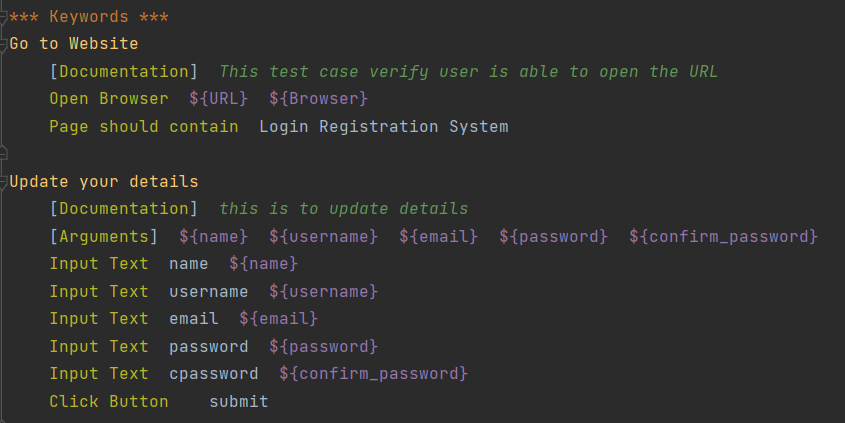 *** Keywords ***
Go to Website
    [Documentation]  This test case verify user is able to open the URL
    Open Browser  ${URL}  ${Browser}
    Page should contain  Login Registration System

Update your details
    [Documentation]  this is to update details
    [Arguments]  ${name}  ${username}  ${email}  ${password}  ${confirm_password}
    Input Text  name  ${name}
    Input Text  username  ${username}
    Input Text  email  ${email}
    Input Text  password  ${password}
    Input Text  cpassword  ${confirm_password}
    Click Button    submit